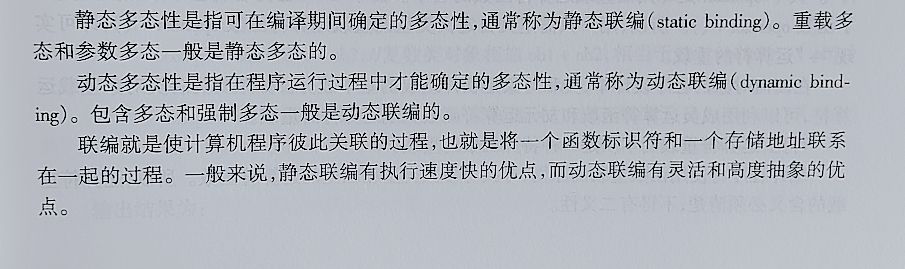 静态多态性是指可在编译期间确定的多态性，通常称为静态联编（static binding）。重载多
态和参数多态一般是静态多态的。
动态多态性是指在程序运行过程中才能确定的多态性，通常称为动态联编（dynamic bind-
ing）。包含多态和强制多态一般是动态联编的。
联编就是使计算机程序彼此关联的过程，也就是将一个函数标识符和一个存储地址联系
在一起的过程。一般来说，静态联编有执行速度快的优点，而动态联编有灵活和高度抽象的优
点。